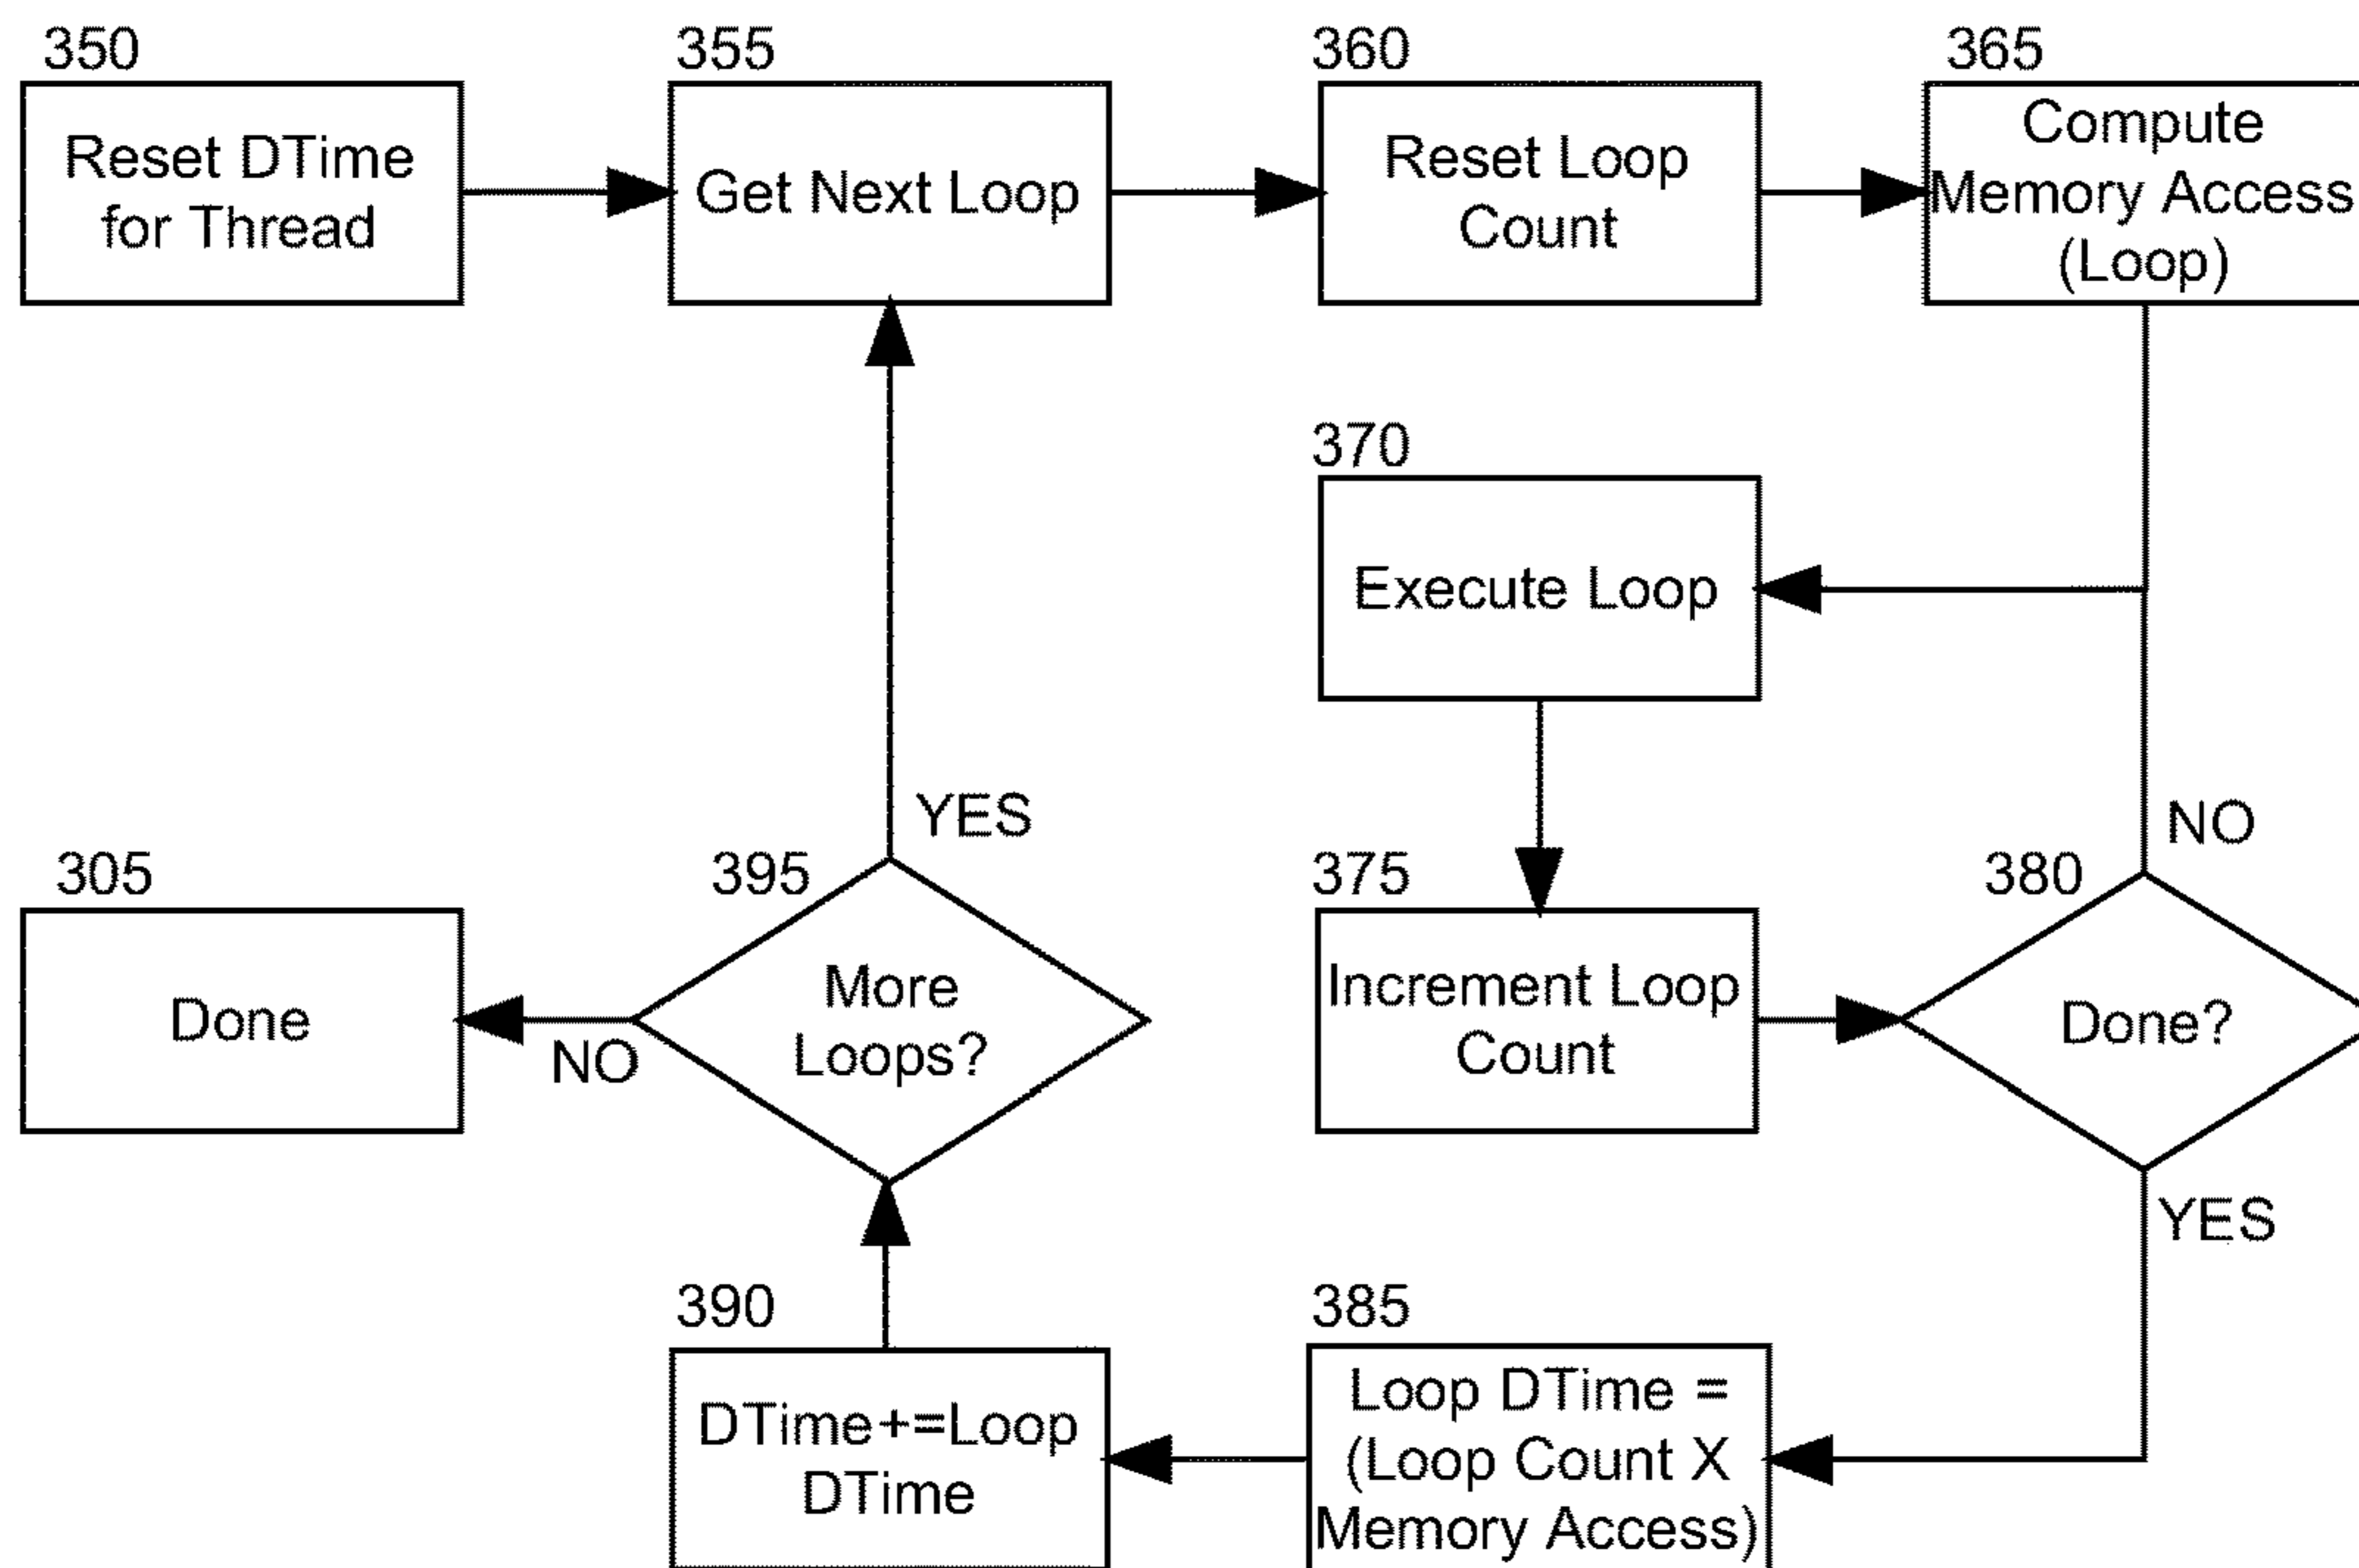 350
Reset DTime
for Thread
355
Get Next Loop
360
Reset Loop
Count
365
Compute
Memory Access
(Loop)
370
Execute Loop
305
Done
NO
395
More
Loops?
YES
375
Increment Loop
Count
380
Done?
NO
YES
390
DTime+=Loop
DTime
385
Loop DTime =
(Loop Count X
Memory Access)